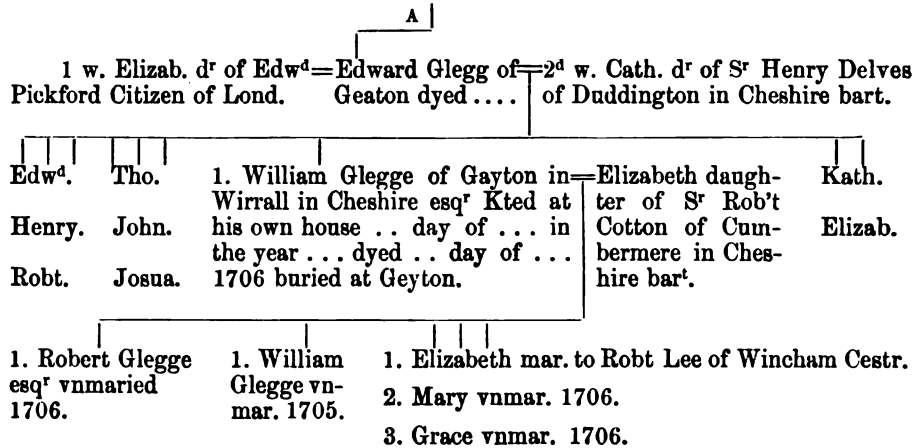 A
1 w. Elizab. dʳ of Edwᵈ=Edward Glegg of=2ᵈ w. Cath. dʳ of Sʳ Henry Delves
Pickford Citizen of Lond. Geaton dyed .... of Duddington in Cheshire bart.
Edwᵈ. Tho. 1. William Glegge of Gayton in=Elizabeth daugh- Kath.
Wirrall in Cheshire esqʳ Kted at ter of Sʳ Rob't
Henry. John. his own house .. day of ... in Cotton of Cum- Elizab.
the year ... dyed .. day of ... bermere in Ches-
Robt. Josua. 1706 buried at Geyton. hire barᵗ.
1. Robert Glegge 1. William 1. Elizabeth mar. to Robt Lee of Wincham Cestr.
esqʳ vnmaried Glegge vn-
1706. mar. 1705. 2. Mary vnmar. 1706.
3. Grace vnmar. 1706.